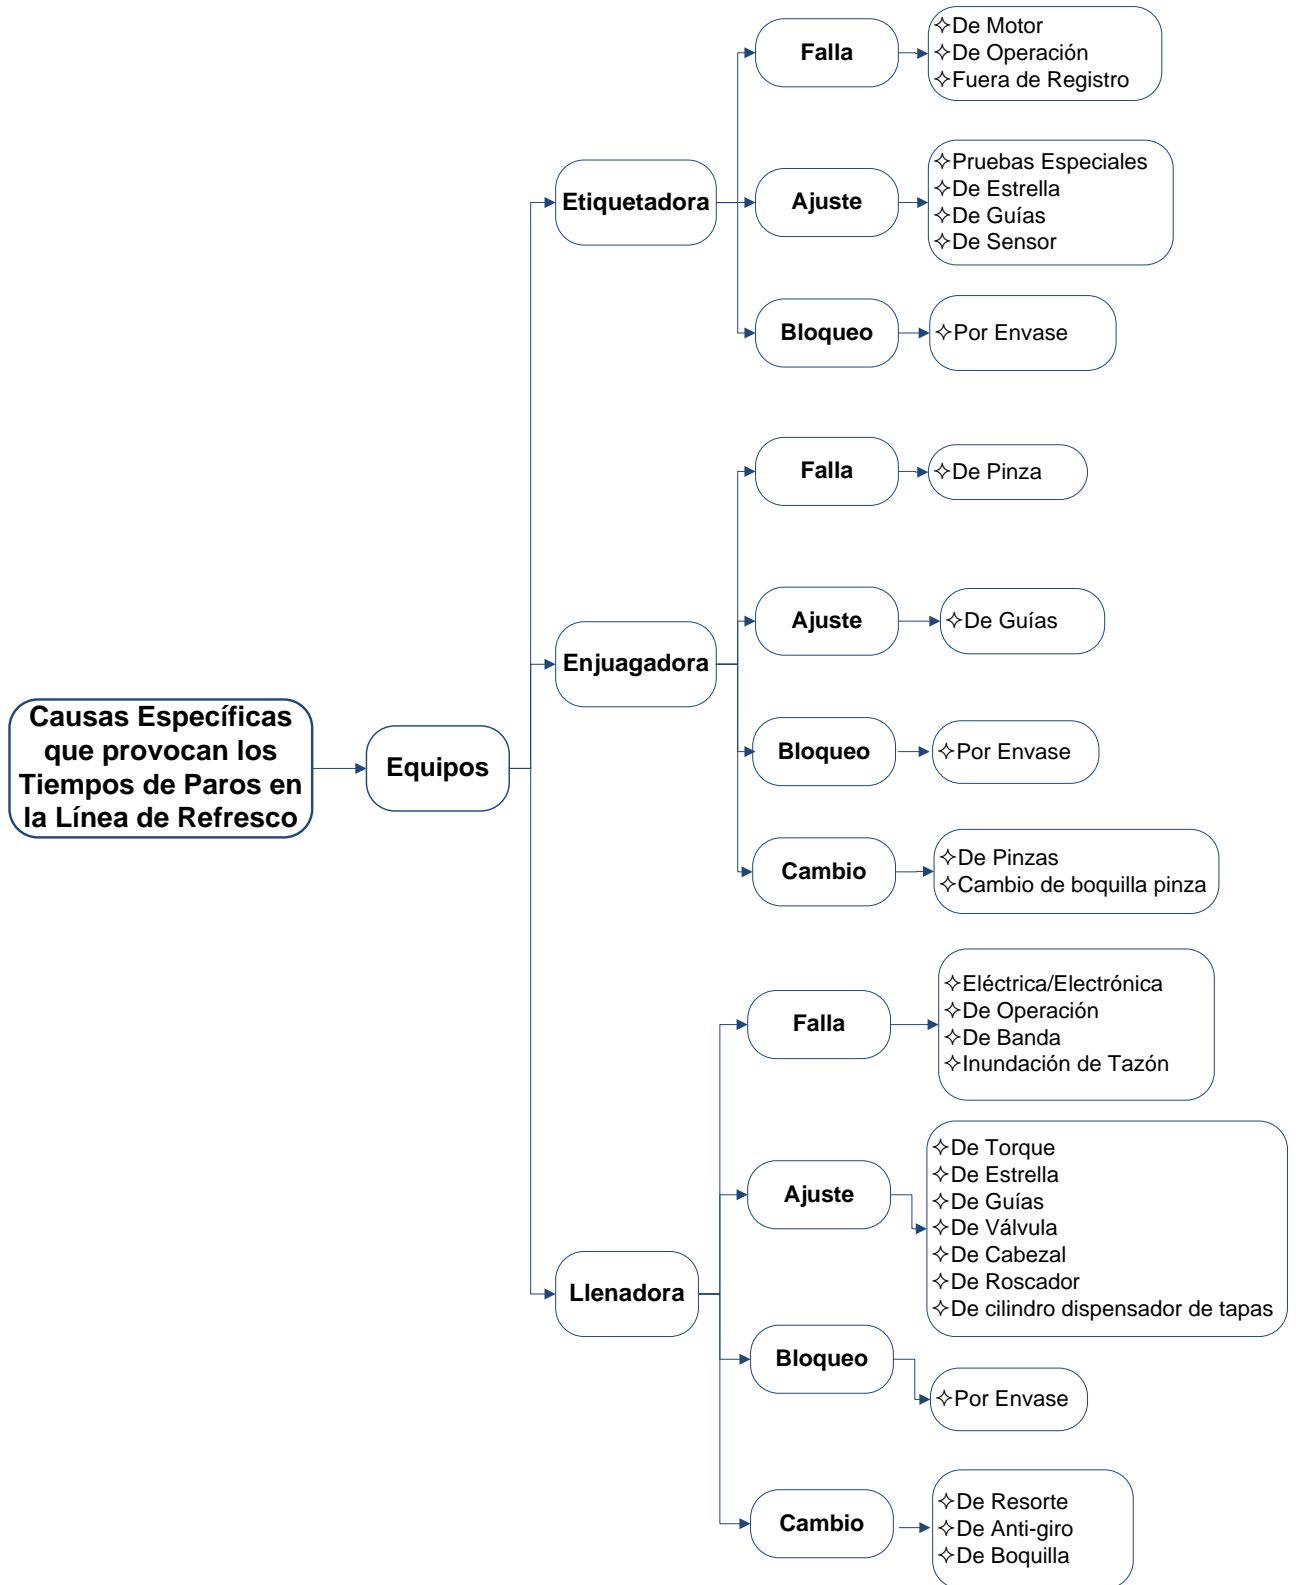 Causas Específicas
que provocan los
Tiempos de Paros en
la Línea de Refresco
Equipos
Etiquetadora
Falla
✧De Motor
✧De Operación
✧Fuera de Registro
Ajuste
✧Pruebas Especiales
✧De Estrella
✧De Guías
✧De Sensor
Bloqueo
✧Por Envase
Enjuagadora
Falla
✧De Pinza
Ajuste
✧De Guías
Bloqueo
✧Por Envase
Cambio
✧De Pinzas
✧Cambio de boquilla pinza
Llenadora
Falla
✧Eléctrica/Electrónica
✧De Operación
✧De Banda
✧Inundación de Tazón
Ajuste
✧De Torque
✧De Estrella
✧De Guías
✧De Válvula
✧De Cabezal
✧De Roscador
✧De cilindro dispensador de tapas
Bloqueo
✧Por Envase
Cambio
✧De Resorte
✧De Anti-giro
✧De Boquilla